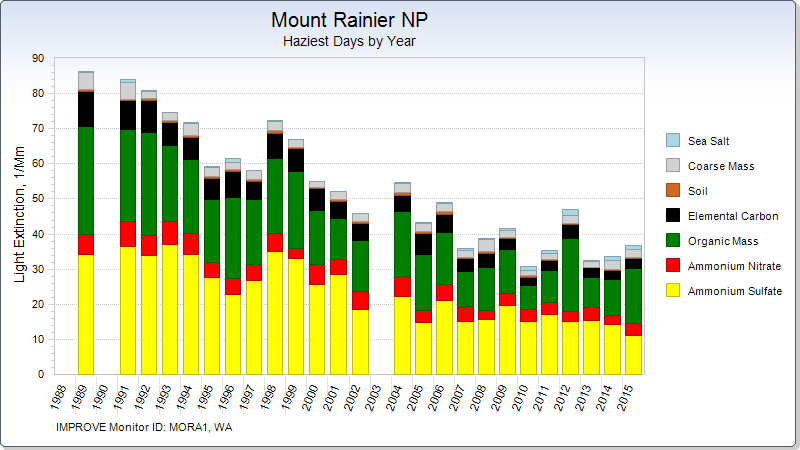 Mount Rainier NP
Haziest Days by Year
Light Extinction, 1/Mm
90
80
70
60
50
40
30
20
10
0
1988 1989 1990 1991 1992 1993 1994 1995 1996 1997 1998 1999 2000 2001 2002 2003 2004 2005 2006 2007 2008 2009 2010 2011 2012 2013 2014 2015
Sea Salt
Coarse Mass
Soil
Elemental Carbon
Organic Mass
Ammonium Nitrate
Ammonium Sulfate
IMPROVE Monitor ID: MORA1, WA